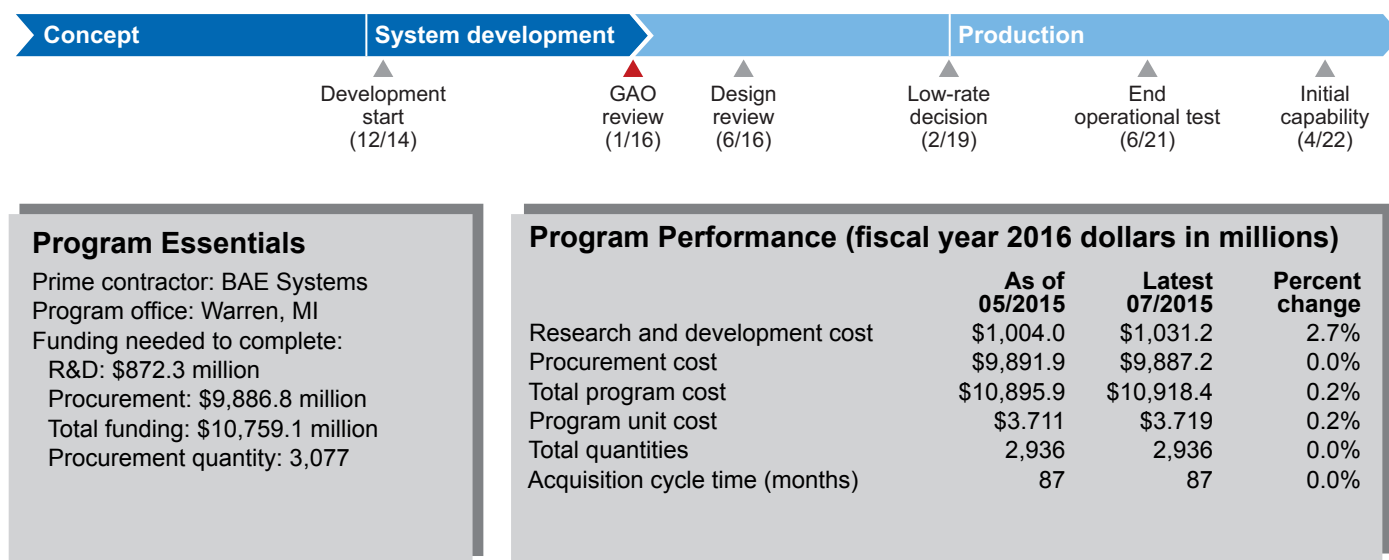 Concept
System development
Production
Development
start
(12/14)
GAO
review
(1/16)
Design
review
(6/16)
Low-rate
decision
(2/19)
End
operational test
(6/21)
Initial
capability
(4/22)
Program Essentials
Prime contractor: BAE Systems
Program office: Warren, MI
Funding needed to complete:
R&D: $872.3 million
Procurement: $9,886.8 million
Total funding: $10,759.1 million
Procurement quantity: 3,077
Program Performance (fiscal year 2016 dollars in millions)
As of Latest Percent
05/2015 07/2015 change
Research and development cost $1,004.0 $1,031.2 2.7%
Procurement cost $9,891.9 $9,887.2 0.0%
Total program cost $10,895.9 $10,918.4 0.2%
Program unit cost $3.711 $3.719 0.2%
Total quantities 2,936 2,936 0.0%
Acquisition cycle time (months) 87 87 0.0%